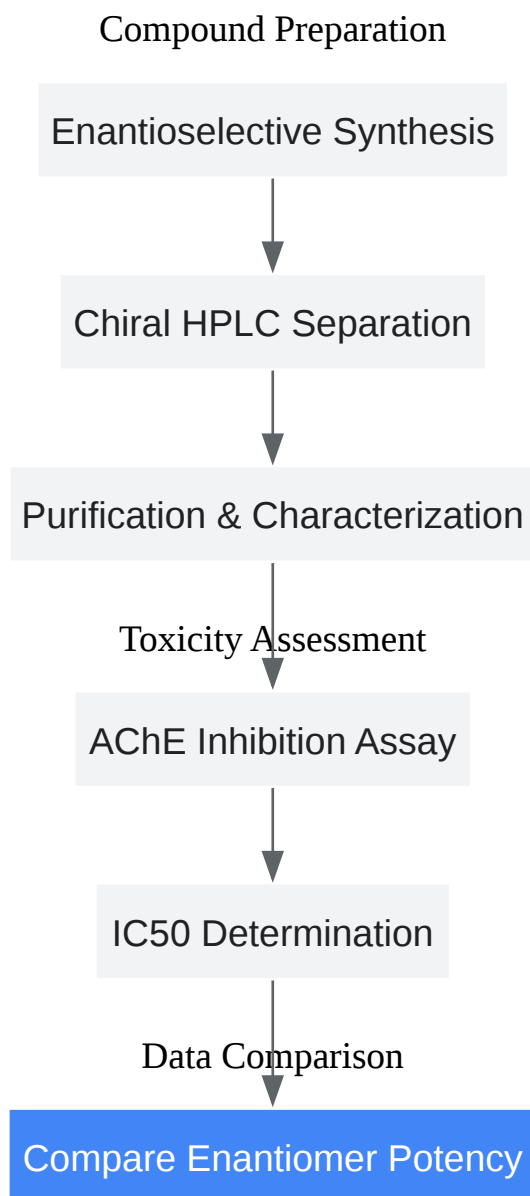 Compound Preparation
Enantioselective Synthesis
Chiral HPLC Separation
Purification & Characterization
Toxicity Assessment
AChE Inhibition Assay
IC50 Determination
Data Comparison
Compare Enantiomer Potency